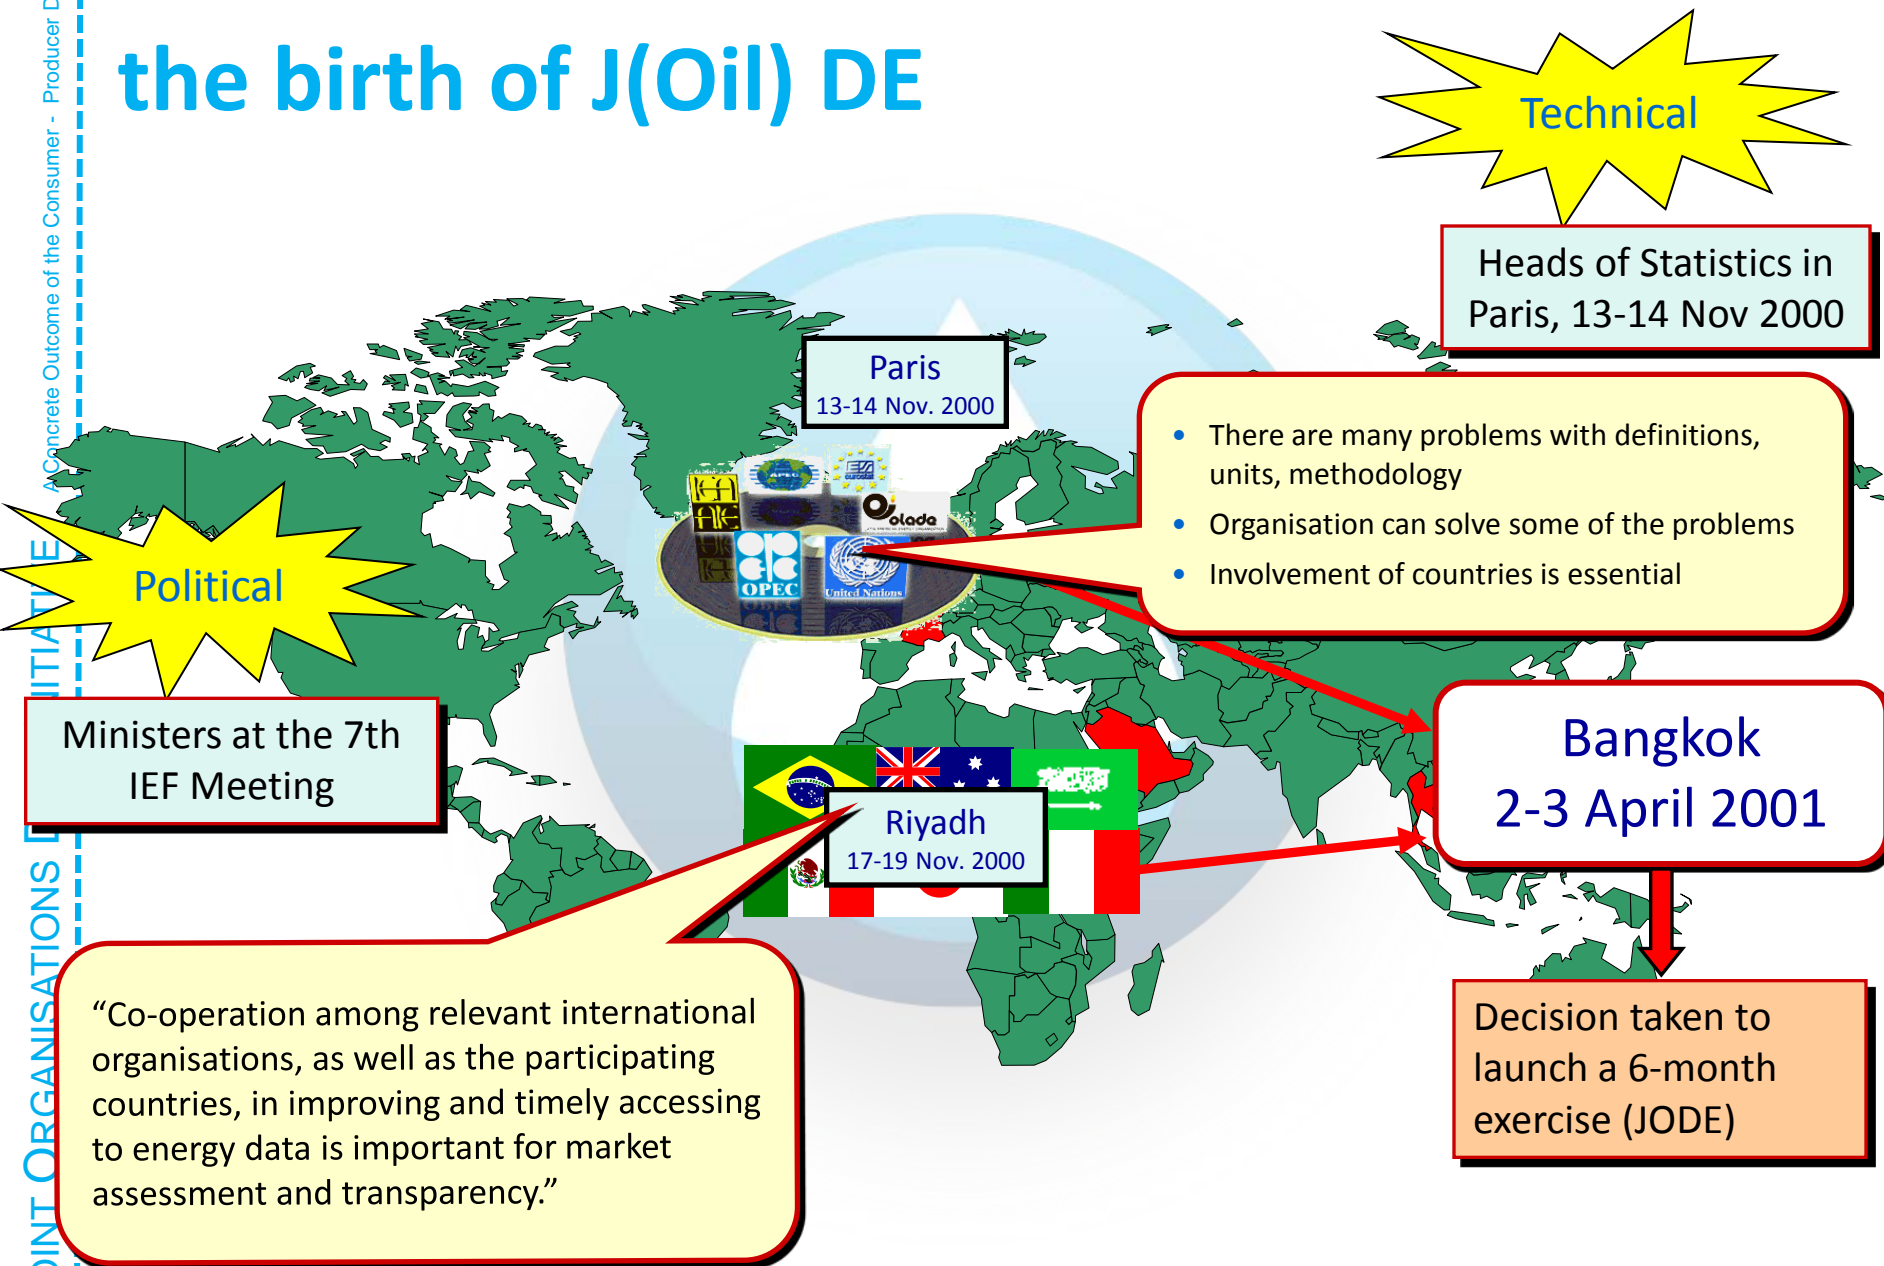 the birth of J(Oil) DE
Technical
Heads of Statistics in
Paris, 13-14 Nov 2000
Paris
13-14 Nov. 2000
• There are many problems with definitions,
units, methodology
• Organisation can solve some of the problems
• Involvement of countries is essential
APEC
eurostat
olade
OPEC
United Nations
Political
Ministers at the 7th
IEF Meeting
Riyadh
17-19 Nov. 2000
Bangkok
2-3 April 2001
“Co-operation among relevant international
organisations, as well as the participating
countries, in improving and timely accessing
to energy data is important for market
assessment and transparency.”
Decision taken to
launch a 6-month
exercise (JODE)
OINT ORGANISATIONS D
NITIATI E
A Concrete Outcome of the Consumer - Producer D